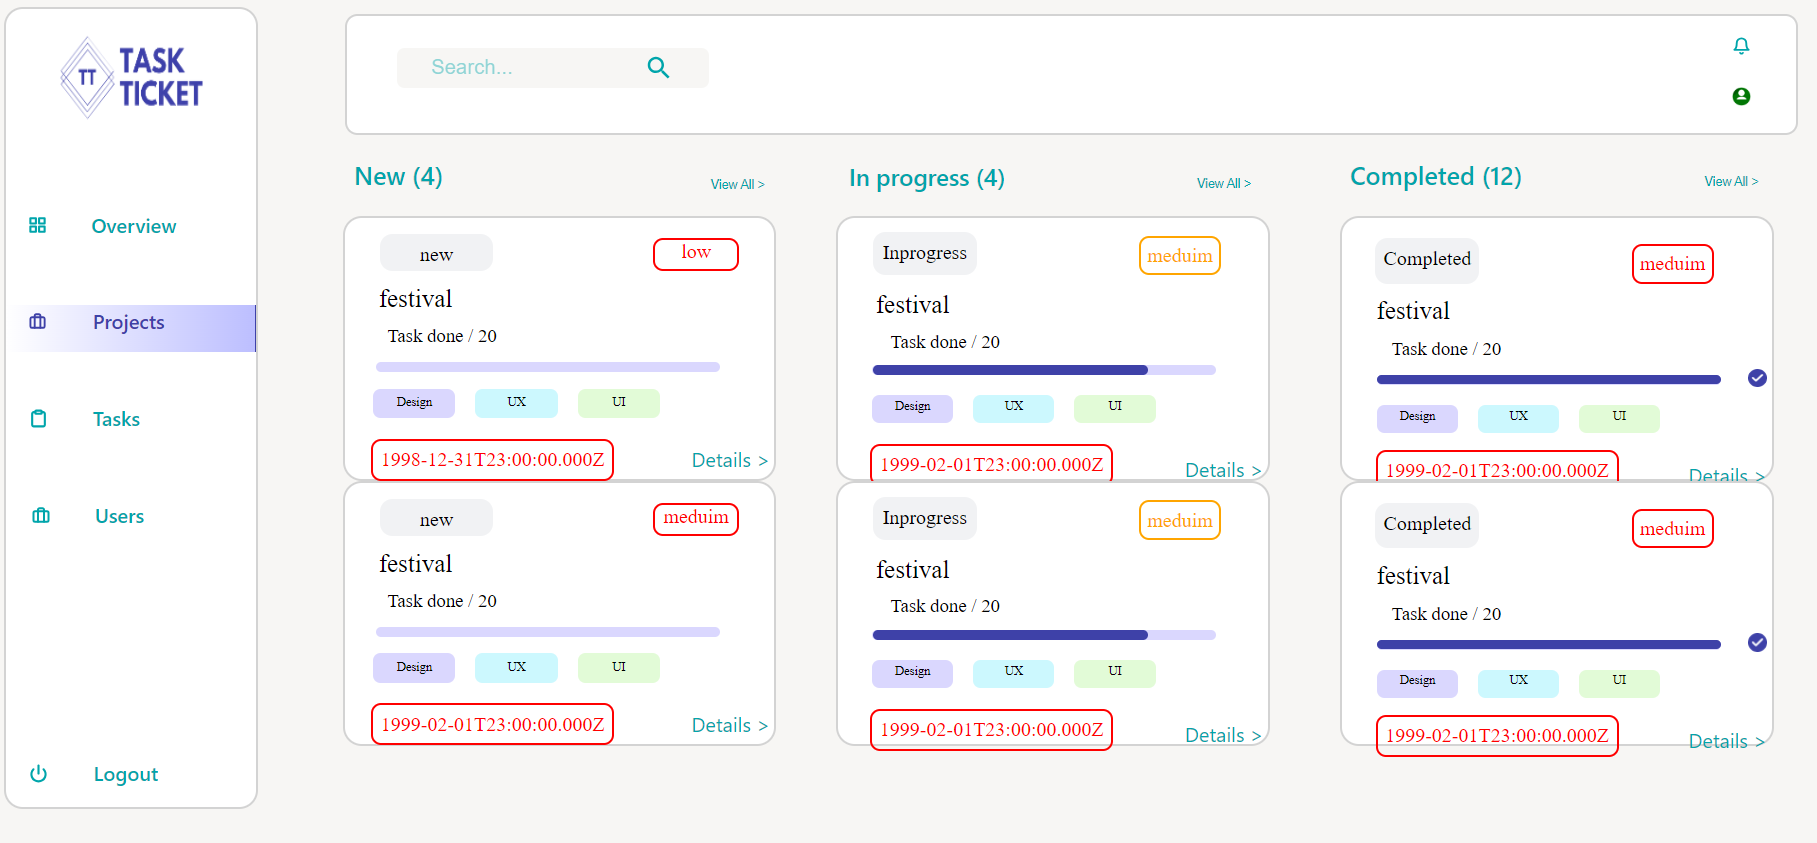 TT
TASK
TICKET
Overview
Projects
Tasks
Users
Logout
Search...
New (4)
View All >
new
low
festival
Task done / 20
Design
UX
UI
1998-12-31T23:00:00.000Z
Details >
new
meduim
festival
Task done / 20
Design
UX
UI
1999-02-01T23:00:00.000Z
Details >
In progress (4)
View All >
Inprogress
meduim
festival
Task done / 20
Design
UX
UI
1999-02-01T23:00:00.000Z
Details >
Inprogress
meduim
festival
Task done / 20
Design
UX
UI
1999-02-01T23:00:00.000Z
Details >
Completed (12)
View All >
Completed
meduim
festival
Task done / 20
Design
UX
UI
1999-02-01T23:00:00.000Z
Details >
Completed
meduim
festival
Task done / 20
Design
UX
UI
1999-02-01T23:00:00.000Z
Details >